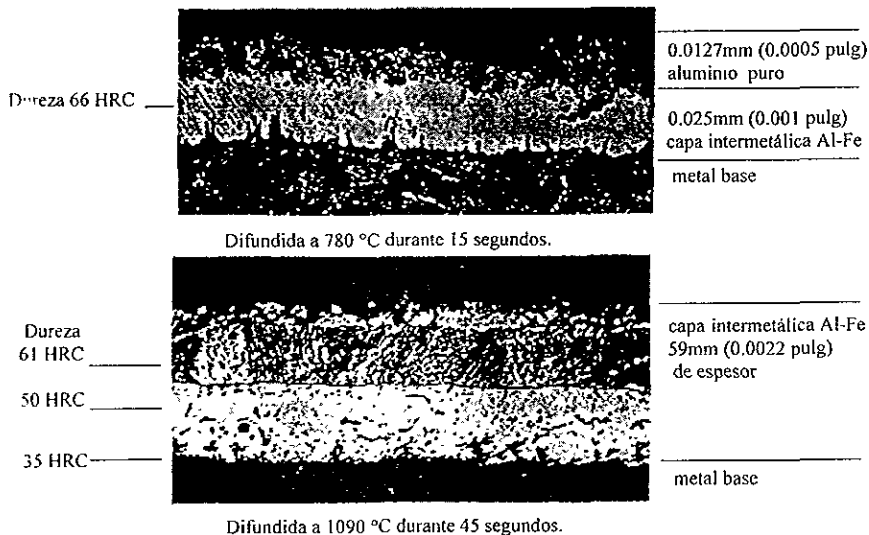 0.0127mm (0.0005 pulg)
aluminio puro
Dureza 66 HRC
0.025mm (0.001 pulg)
capa intermetálica Al-Fe
metal base
Difundida a 780 °C durante 15 segundos.
Dureza
61 HRC
50 HRC
35 HRC
capa intermetálica Al-Fe
59mm (0.0022 pulg)
de espesor
metal base
Difundida a 1090 °C durante 45 segundos.